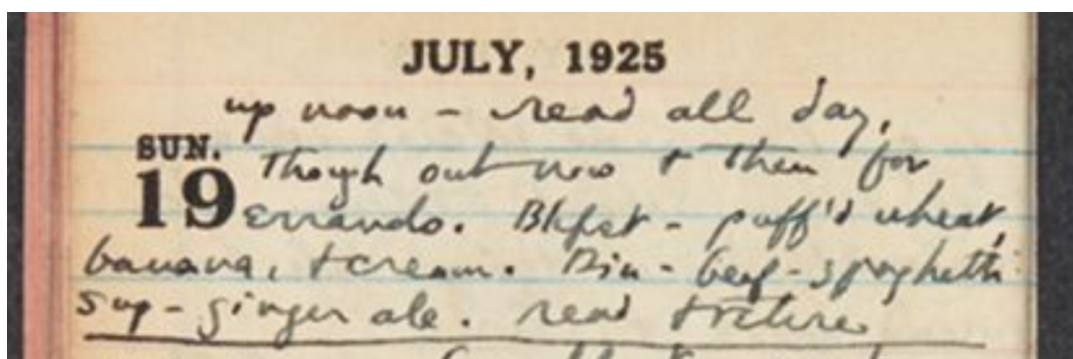 JULY, 1925
up noon - read all day,
SUN.
19
Though out now + then for
errands. Bkfst - puff'd wheat,
banana, + cream. Din - beef - spaghetti
Sup - ginger ale. read + retire